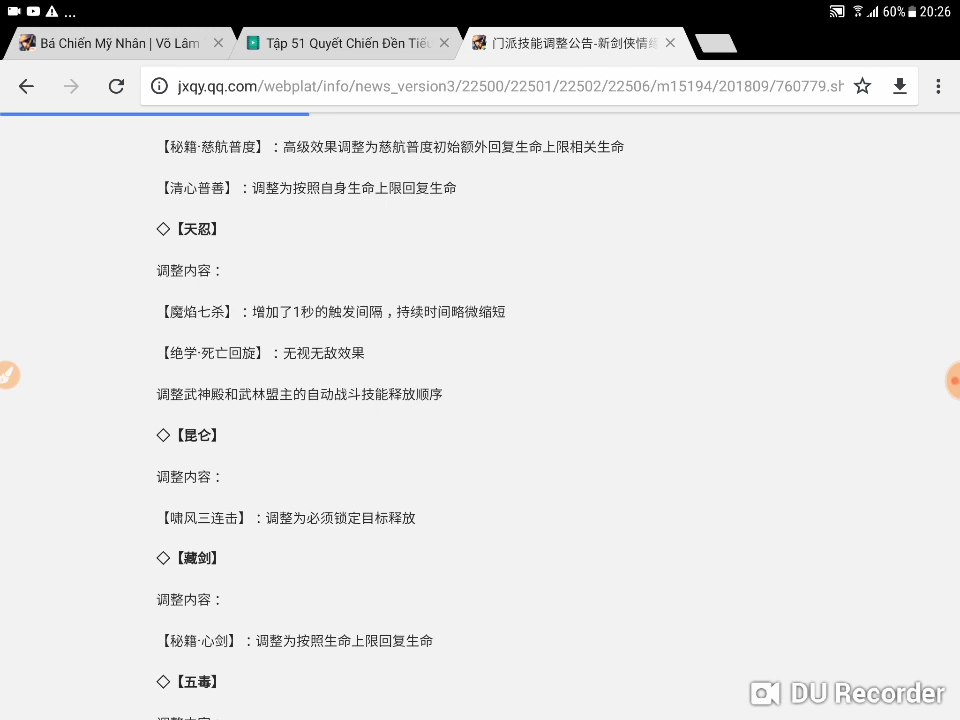 ... 60% 20:26
Bá Chiến Mỹ Nhân | Võ Lâm
Tập 51 Quyết Chiến Đền Tiế
门派技能调整公告-新剑侠情缘
jxqy.qq.com/webplat/info/news_version3/22500/22501/22502/22506/m15194/201809/760779.sh
【秘籍·慈航普度】：高级效果调整为慈航普度初始额外回复生命上限相关生命
【清心普善】：调整为按照自身生命上限回复生命
◇【天忍】
调整内容：
【魔焰七杀】：增加了1秒的触发间隔，持续时间略微缩短
【绝学·死亡回旋】：无视无敌效果
调整武神殿和武林盟主的自动战斗技能释放顺序
◇【昆仑】
调整内容：
【啸风三连击】：调整为必须锁定目标释放
◇【藏剑】
调整内容：
【秘籍·心剑】：调整为按照生命上限回复生命
◇【五毒】
调整内容：
DU Recorder